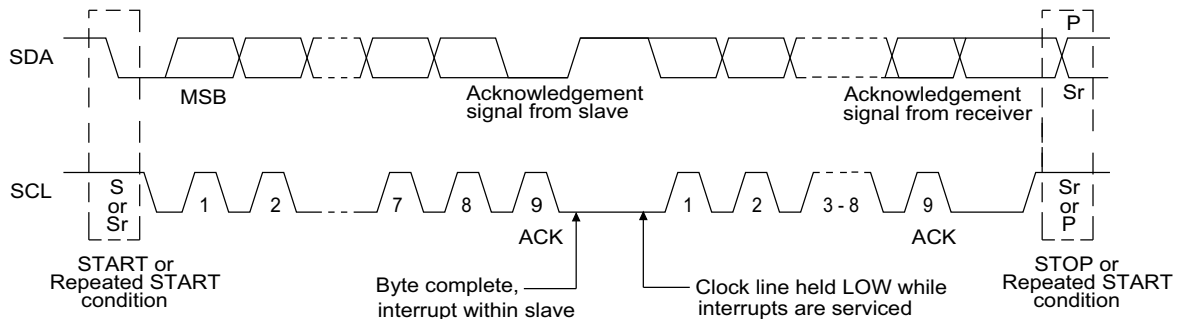 P
SDA
MSB
Acknowledgement
signal from slave
Acknowledgement
signal from receiver
Sr
SCL
S
or
Sr
1
2
7
8
9
1
2
3 - 8
9
Sr
or
P
ACK
ACK
START or
Repeated START
condition
Byte complete,
interrupt within slave
Clock line held LOW while
interrupts are serviced
STOP or
Repeated START
condition